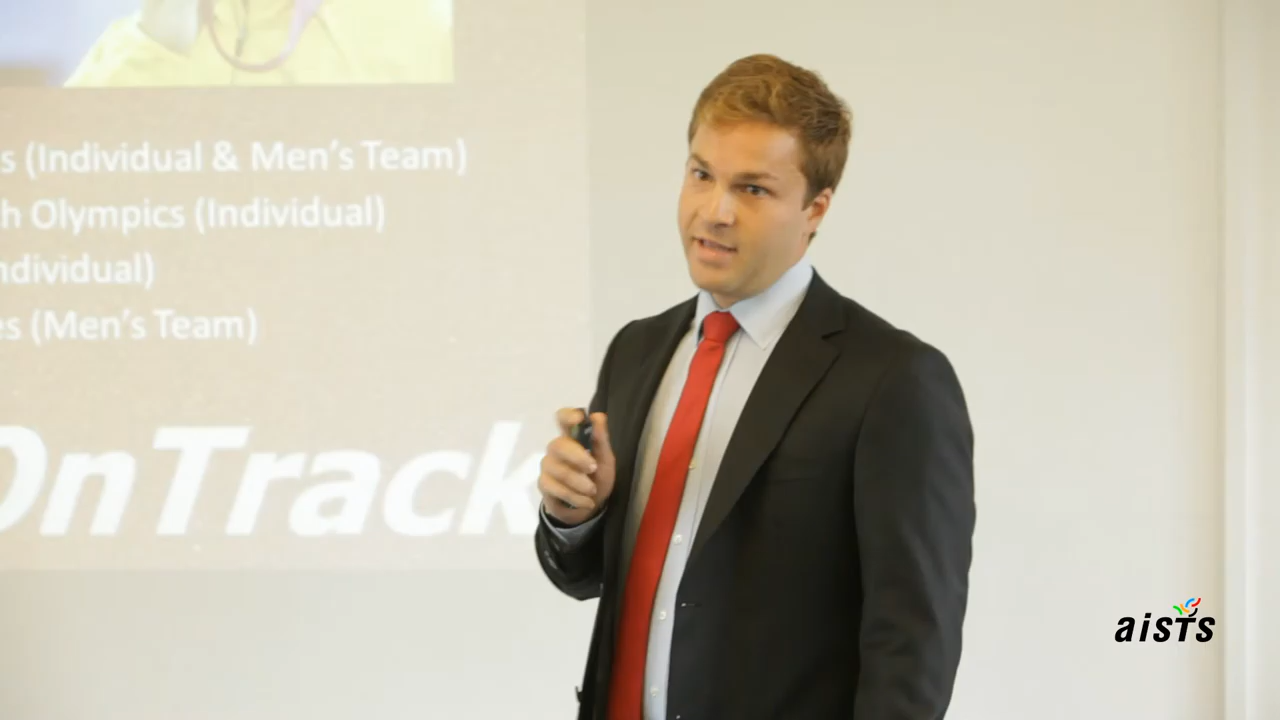 s (Individual & Men's Team)
h Olympics (Individual)
ndividual)
es (Men's Team)
OnTrack
aisTs